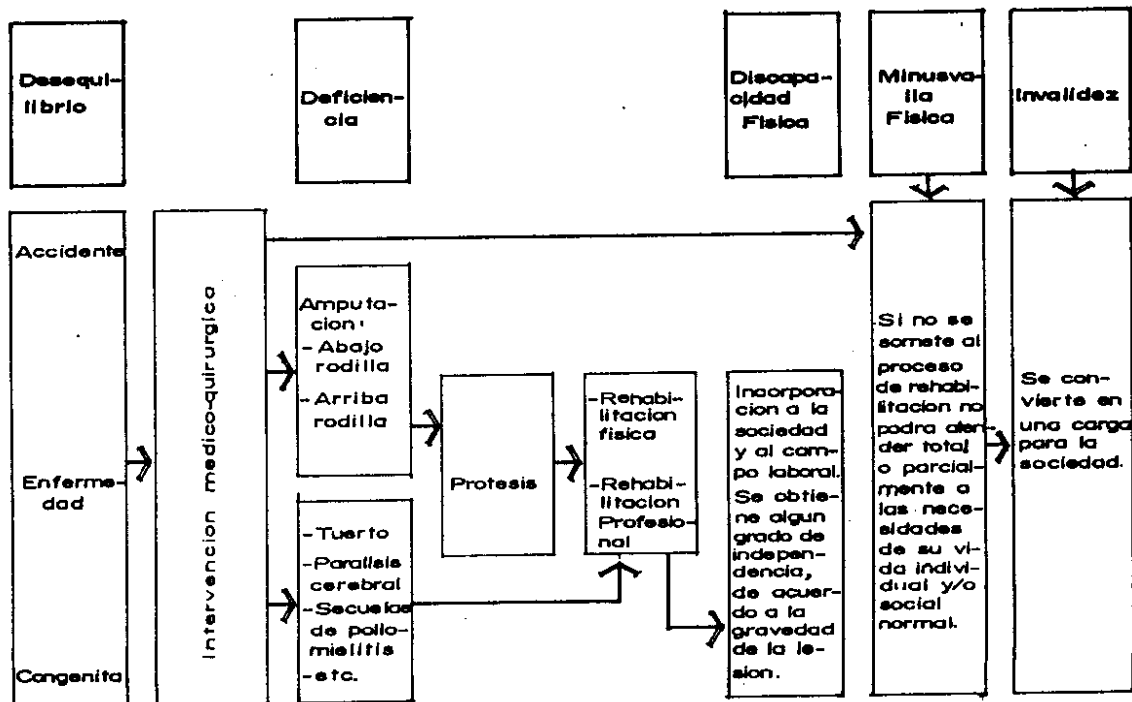 Desequi-
librio
Deficien-
cia
Discapa-
cidad
Fisica
Minusva-
lia
Fisica
Invalidez
Accidente
Enferme-
dad
Congenita
Intervencion medico-quirurgica
Amputa-
cion:
- Abajo
rodilla
- Arriba
rodilla
- Tuerto
- Paralisis
cerebral
- Secuelas
de polio-
mielitis
- etc.
Protesis
- Rehabi-
litacion
fisica
- Rehabi-
litacion
Profesio-
nal
Incorpora-
cion a la
sociedad
y al cam-
po laboral.
Se obtie-
ne algun
grado de
indepen-
dencia,
de acuer-
do a la
gravedad
de la le-
sion.
Si no se
somete al
proceso
de rehabi-
litacion no
podra aten-
der total
o parcial-
mente a
las nece-
sidades
de su vi-
da indivi-
dual y/o
social
normal.
Se con-
vierte en
una carga
para la
sociedad.